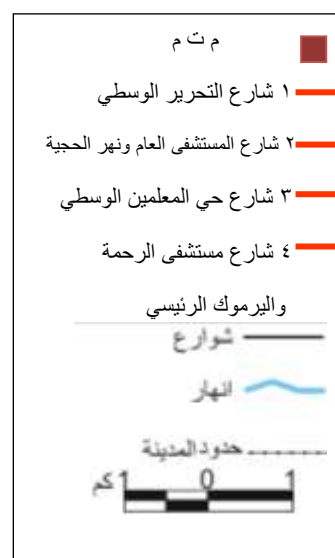 م ت م
١ شارع التحرير الوسطي
٢ شارع المستشفى العام ونهر الحجية
٣ شارع حي المعلمين الوسطي
٤ شارع مستشفى الرحمة
واليرموك الرئيسي
شوارع
انهار
حدود المدينة
1 0 1 كم